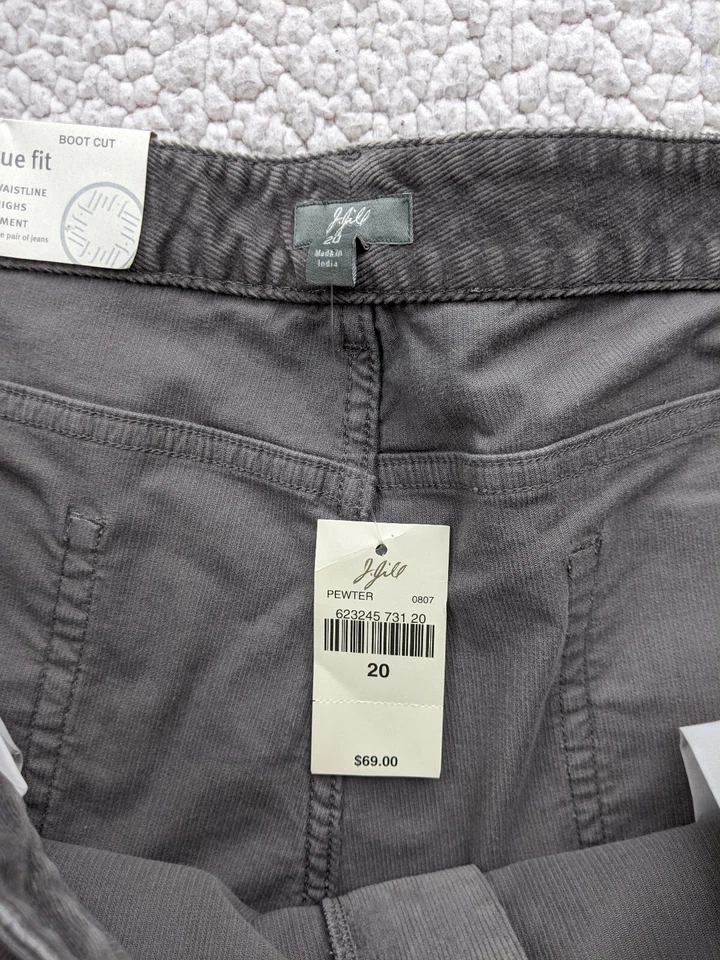 BOOT CUT
ue fit
AISTLINE
IGHS
MENT
e pair of jeans
J.Jill
20
Made in
India
J.Jill
PEWTER 0807
623245 731 20
20
$69.00